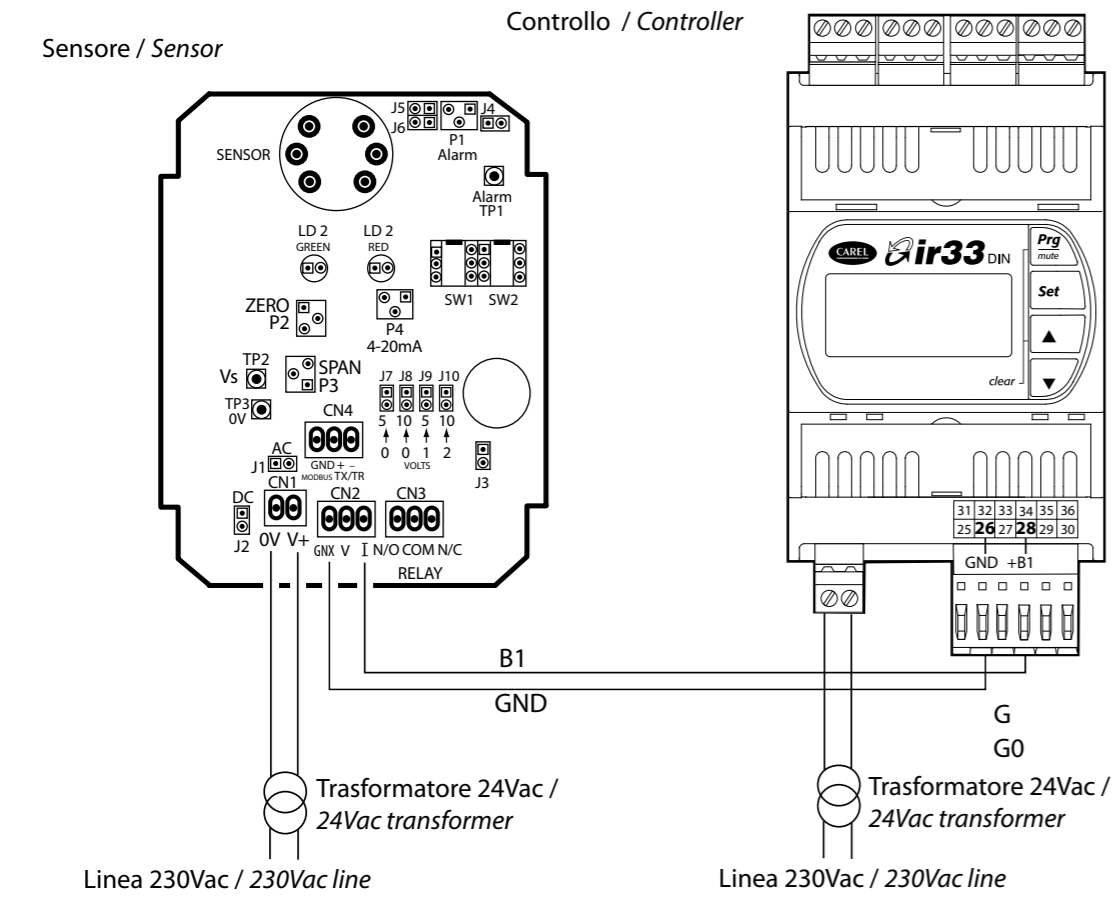 Controllo / Controller
Sensore / Sensor
J5
J6
J4
P1
Alarm
SENSOR
Alarm
TP1
LD 2
GREEN
LD 2
RED
SW1 SW2
ZERO
P2
P4
4-20mA
TP2
Vs
SPAN
P3
TP3
0V
J7 J8 J9 J10
5 10 5 10
0 0 1 2
VOLTS
CN4
GND + –
MODBUS TX/TR
AC
J1
J3
CN1
CN2
CN3
DC
J2
0V V+
GNX V I
N/O COM N/C
RELAY
CAREL
ir33 DIN
Prg
mute
Set
clear
31 32 33 34 35 36
25 26 27 28 29 30
GND +B1
B1
GND
G
G0
Trasformatore 24Vac /
24Vac transformer
Trasformatore 24Vac /
24Vac transformer
Linea 230Vac / 230Vac line
Linea 230Vac / 230Vac line